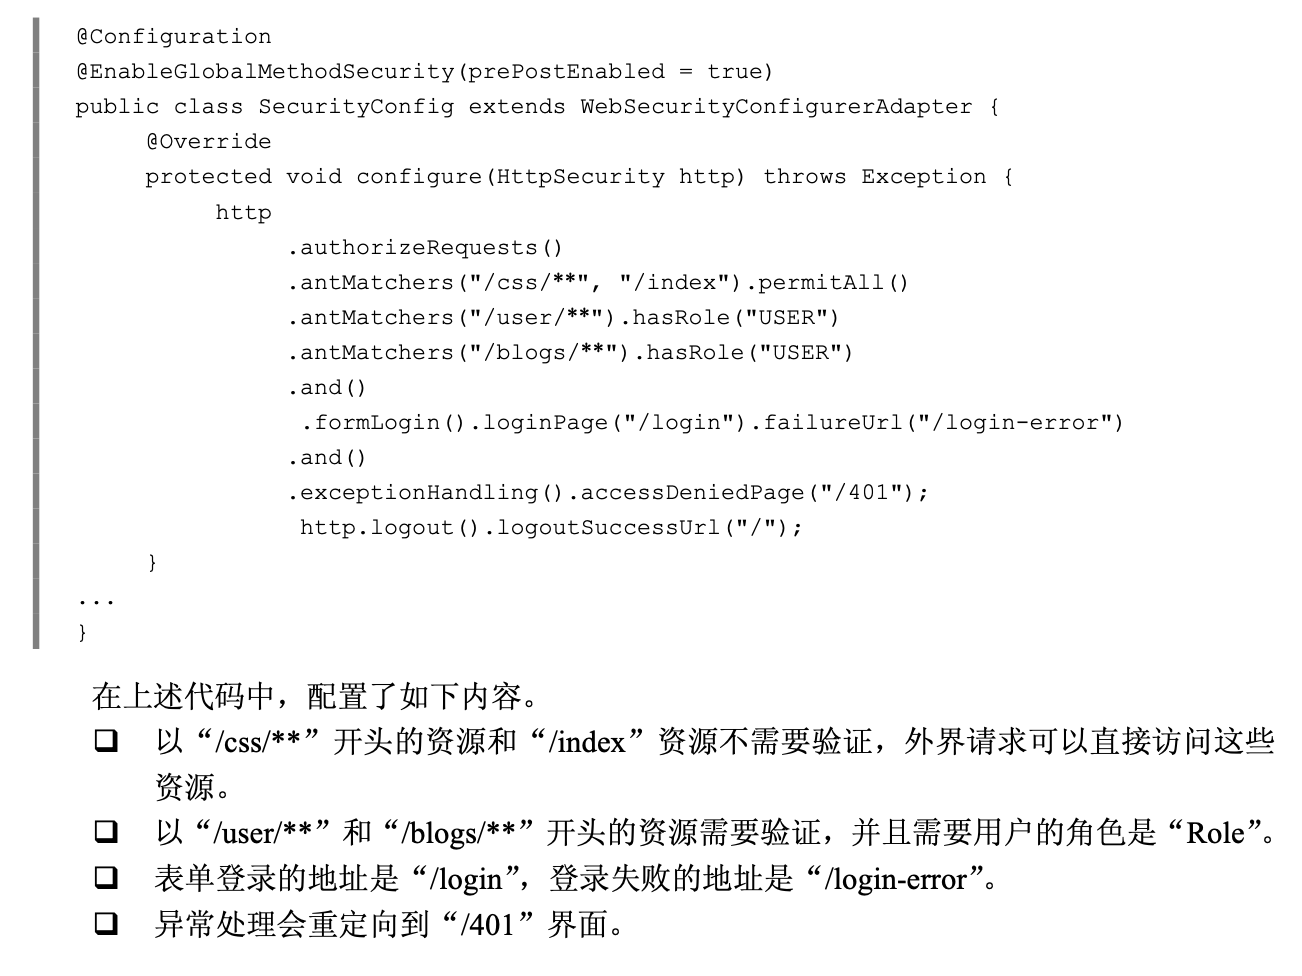 @Configuration
@EnableGlobalMethodSecurity(prePostEnabled = true)
public class SecurityConfig extends WebSecurityConfigurerAdapter {
@Override
protected void configure(HttpSecurity http) throws Exception {
http
.authorizeRequests()
.antMatchers("/css/**", "/index").permitAll()
.antMatchers("/user/**").hasRole("USER")
.antMatchers("/blogs/**").hasRole("USER")
.and()
.formLogin().loginPage("/login").failureUrl("/login-error")
.and()
.exceptionHandling().accessDeniedPage("/401");
http.logout().logoutSuccessUrl("/");
}
...
}
在上述代码中，配置了如下内容。
❑ 以“/css/**”开头的资源和“/index”资源不需要验证，外界请求可以直接访问这些
资源。
❑ 以“/user/**”和“/blogs/**”开头的资源需要验证，并且需要用户的角色是“Role”。
❑ 表单登录的地址是“/login”，登录失败的地址是“/login-error”。
❑ 异常处理会重定向到“/401”界面。